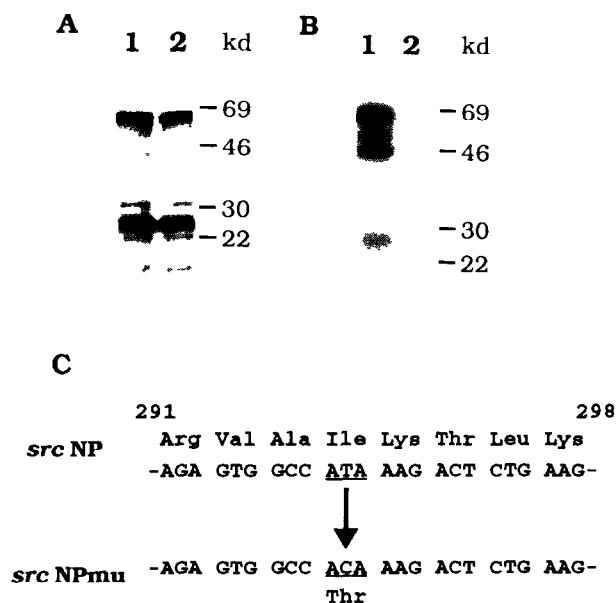 A 1 2 kd
69
46
30
22
B 1 2 kd
69
46
30
22
C
291 298
Arg Val Ala Ile Lys Thr Leu Lys
src NP
-AGA GTG GCC ATA AAG ACT CTG AAG-
src NPmu -AGA GTG GCC ACA AAG ACT CTG AAG-
Thr